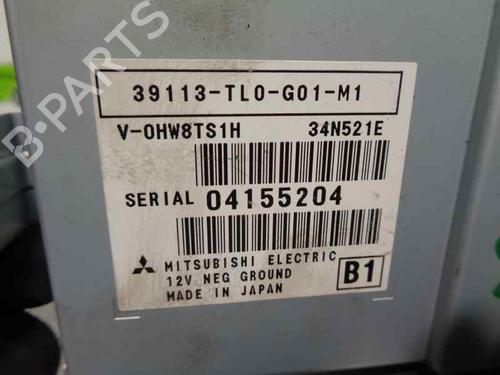 B-PARTS
39113-TL0-G01-M1
V-0HW8TS1H 34N521E
SERIAL 04155204
MITSUBISHI ELECTRIC
12V NEG GROUND
MADE IN JAPAN
B1